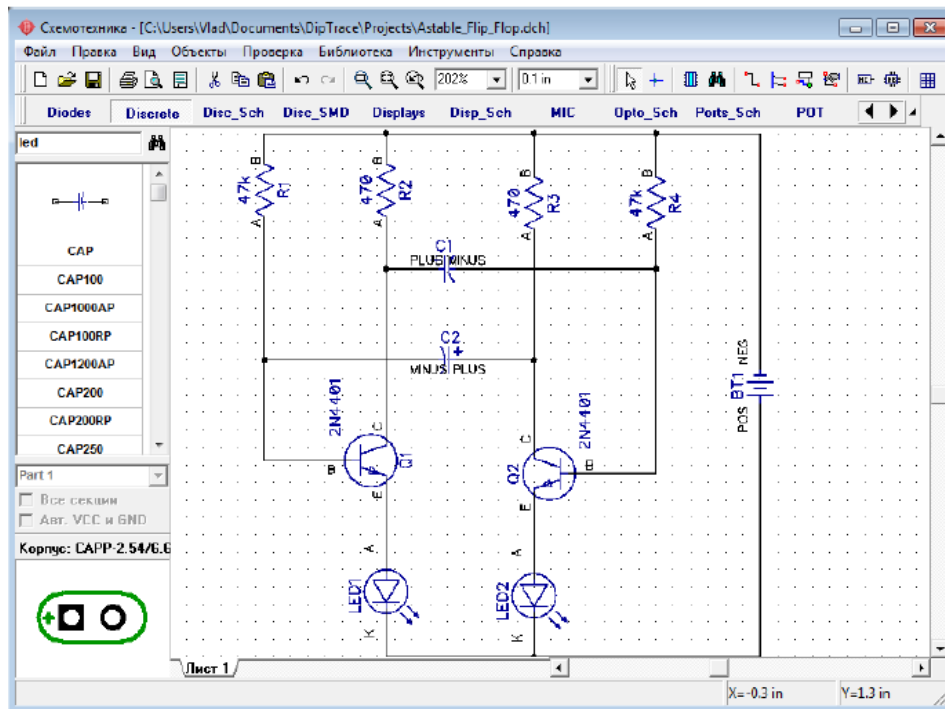 Схемотехника - [C:\Users\Vlad\Documents\DipTrace\Projects\Astable_Flip_Flop.dch]
Файл Правка Вид Объекты Проверка Библиотека Инструменты Справка
202% 0.1 in
Diodes Discrete Disc_Sch Disc_SMD Displays Disp_Sch MIC Opto_Sch Ports_Sch POT
led
CAP
CAP100
CAP1000AP
CAP100RP
CAP1200AP
CAP200
CAP200RP
CAP250
Part 1
Все секции
Авт. VCC и GND
Корпус: CAPP-2.54/6.6
B B B B
47k R1 470 R2 470 R3 47k R4
A A A A
C1
PLUS MINUS
C2
MINUS PLUS
NEG
BT1
POS
2N4401 2N4401
C C
B Q1 Q2 B
E E
A A
LED1 LED2
K K
Лист 1
X=-0.3 in Y=1.3 in